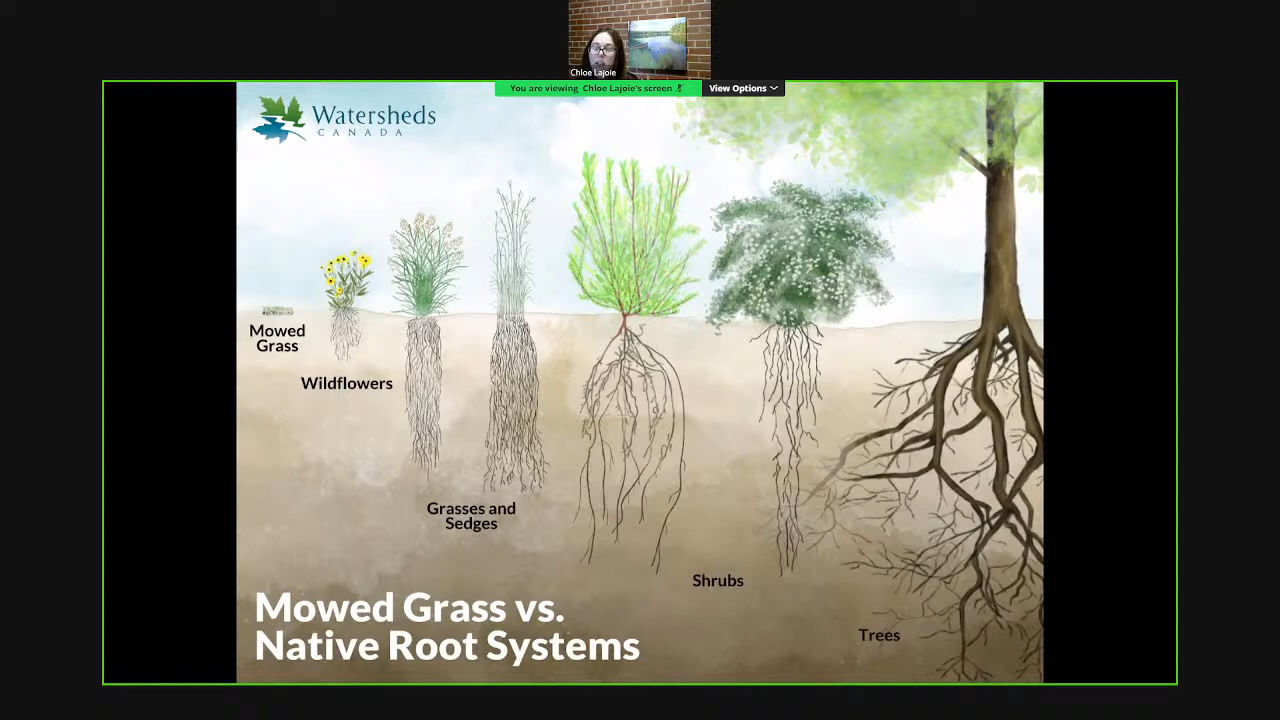 Chloe Lajoie
You are viewing Chloe Lajoie's screen
View Options
Watersheds
CANADA
Mowed
Grass
Wildflowers
Grasses and
Sedges
Shrubs
Trees
Mowed Grass vs.
Native Root Systems